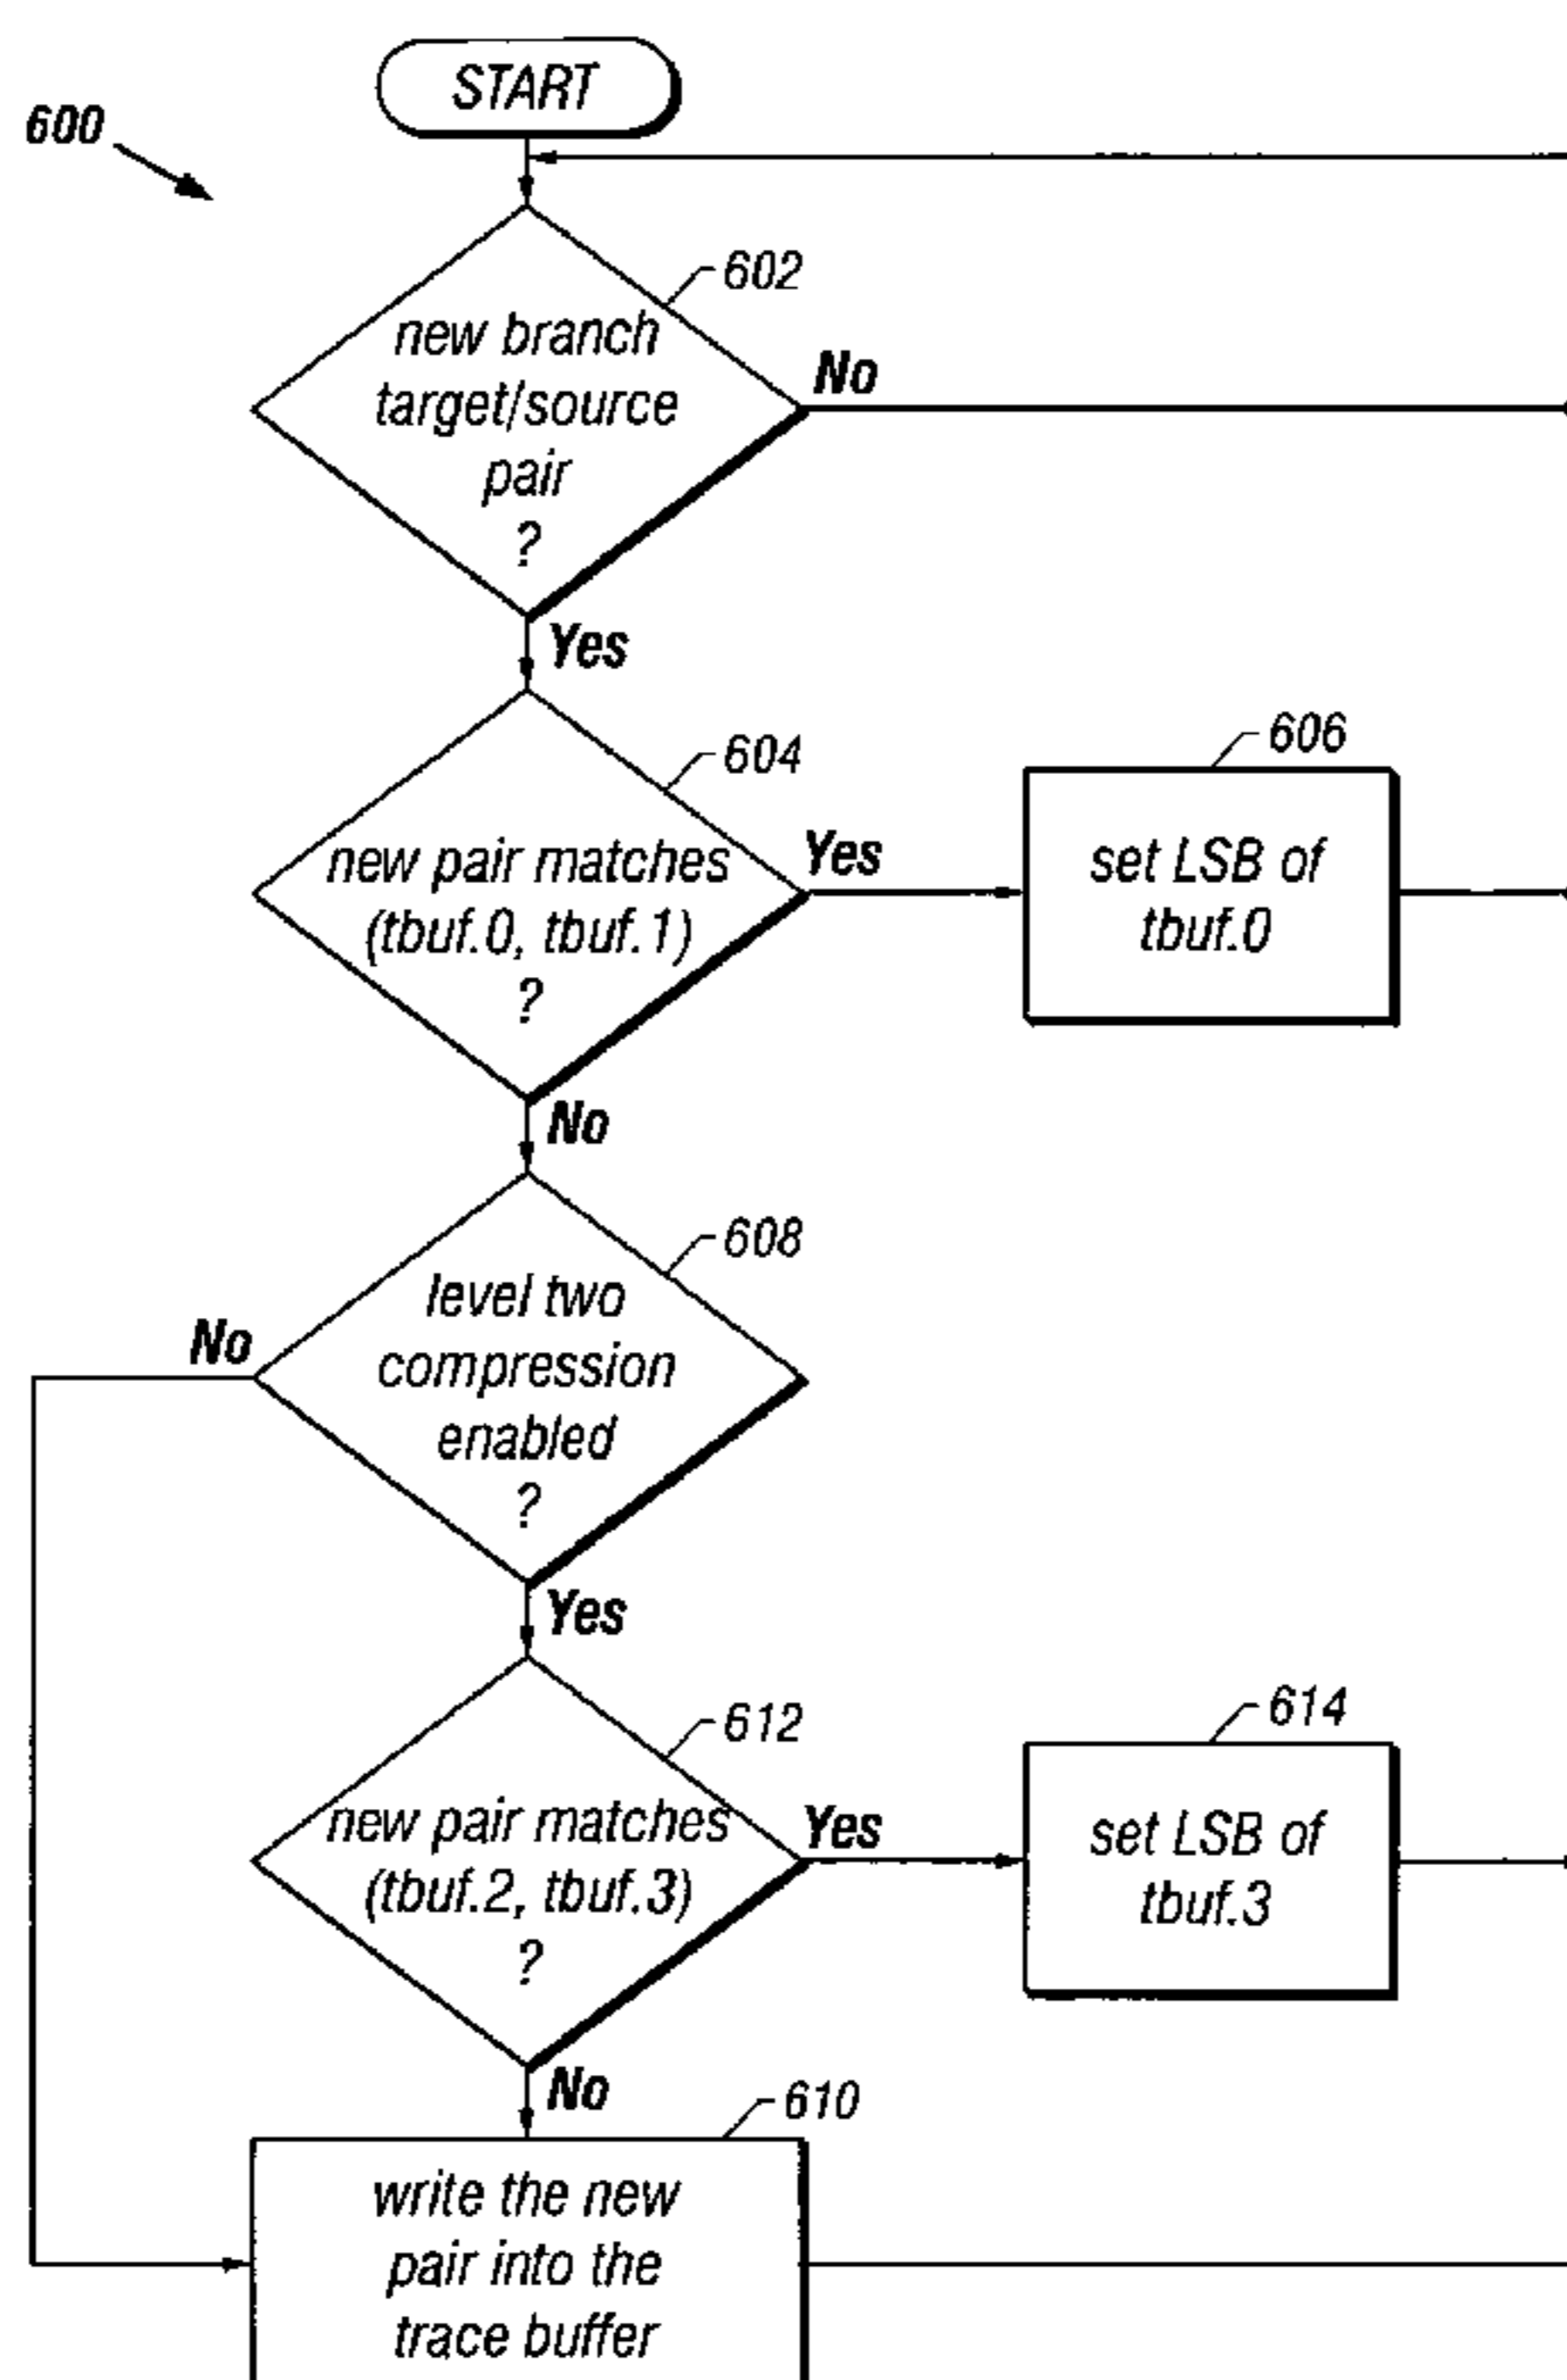 START
600
602
new branch
target/source
pair
?
No
Yes
604
new pair matches
(tbuf.0, tbuf.1)
?
Yes
606
set LSB of
tbuf.0
No
608
level two
compression
enabled
?
No
Yes
612
new pair matches
(tbuf.2, tbuf.3)
?
Yes
614
set LSB of
tbuf.3
No
610
write the new
pair into the
trace buffer